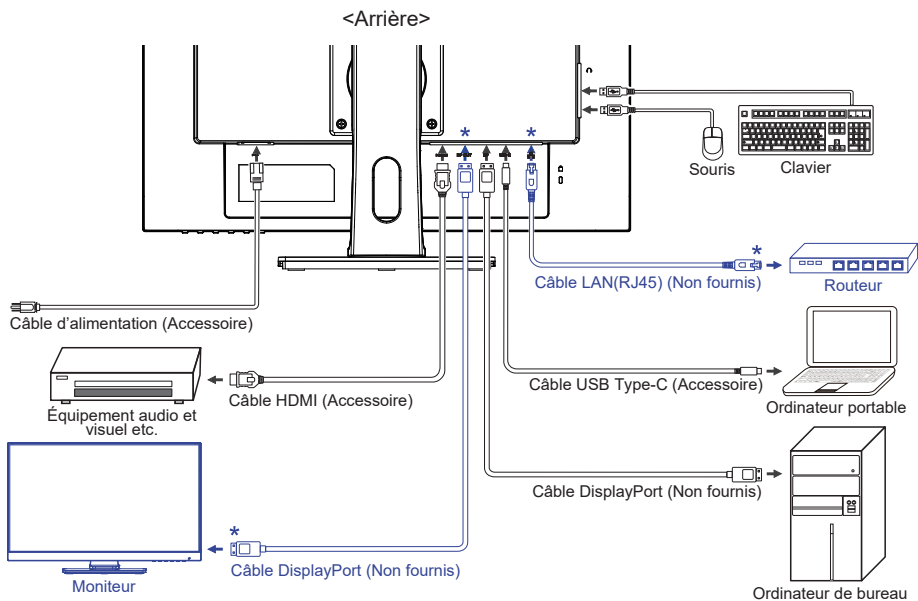 <Arrière>
*
*
Souris
Clavier
*
Câble LAN(RJ45) (Non fournis)
Routeur
Câble d’alimentation (Accessoire)
Câble HDMI (Accessoire)
Câble USB Type-C (Accessoire)
Équipement audio et
visuel etc.
Ordinateur portable
Câble DisplayPort (Non fournis)
*
Câble DisplayPort (Non fournis)
Moniteur
Ordinateur de bureau